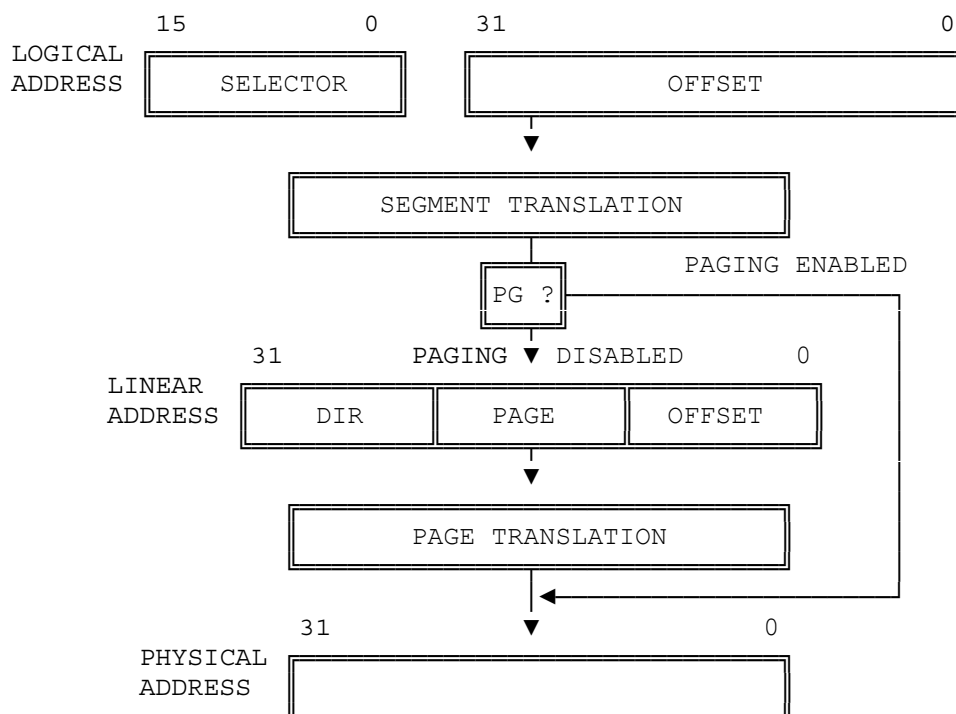 15 0 31 0
LOGICAL
ADDRESS SELECTOR OFFSET
SEGMENT TRANSLATION
PAGING ENABLED
PG ?
31 PAGING DISABLED 0
LINEAR
ADDRESS DIR PAGE OFFSET
PAGE TRANSLATION
31 0
PHYSICAL
ADDRESS